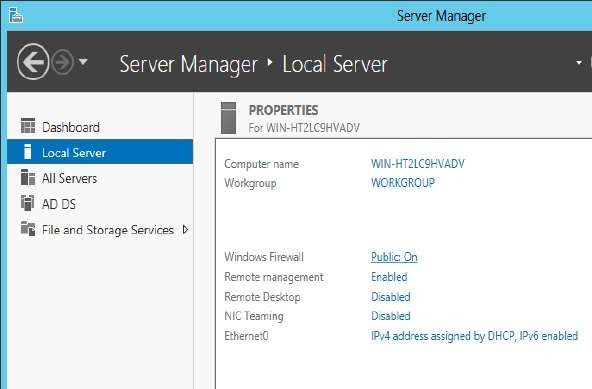 Server Manager
Server Manager ‣ Local Server
Dashboard
Local Server
All Servers
AD DS
File and Storage Services
PROPERTIES
For WIN-HT2LC9HVADV
Computer name WIN-HT2LC9HVADV
Workgroup WORKGROUP
Windows Firewall Public: On
Remote management Enabled
Remote Desktop Disabled
NIC Teaming Disabled
Ethernet0 IPv4 address assigned by DHCP, IPv6 enabled